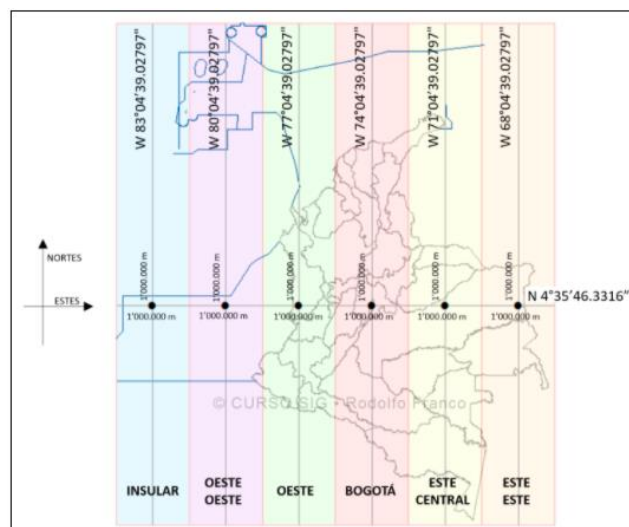 W 83°04'39.02797"
W 80°04'39.02797"
W 77°04'39.02797"
W 74°04'39.02797"
W 71°04'39.02797"
W 68°04'39.02797"
NORTES
ESTES
1'000.000 m
1'000.000 m
1'000.000 m
1'000.000 m
1'000.000 m
1'000.000 m
N 4°35'46.3316"
1'000.000 m
1'000.000 m
1'000.000 m
1'000.000 m
1'000.000 m
1'000.000 m
© CURSO SIG - Rodolfo Franco
INSULAR
OESTE
OESTE
OESTE
BOGOTÁ
ESTE
CENTRAL
ESTE
ESTE